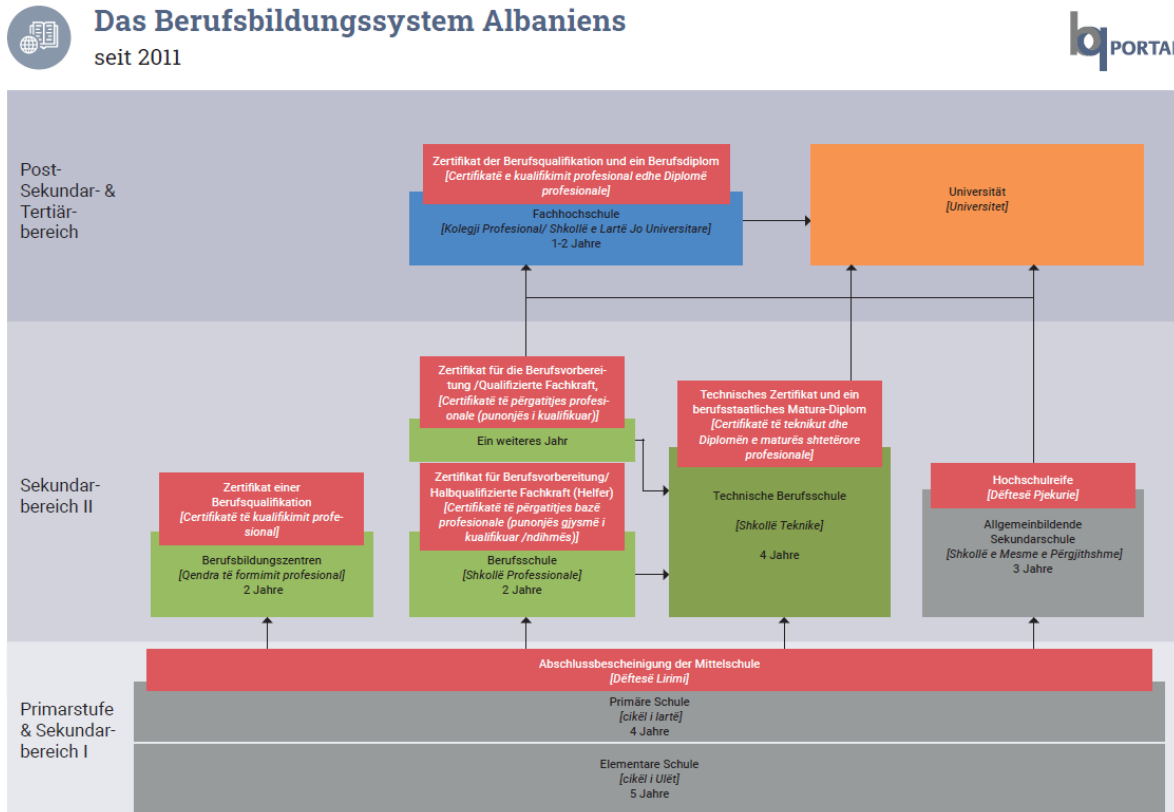 Das Berufsbildungssystem Albaniens
seit 2011
bq PORTAL
Post-
Sekundar- &
Tertiär-
bereich
Zertifikat der Berufsqualifikation und ein Berufsdiplom
[Certifikatë e kualifikimit profesional edhe Diplomë
profesionale]
Fachhochschule
[Kolegji Profesional/ Shkollë e Lartë Jo Universitare]
1-2 Jahre
Universität
[Universitet]
Sekundar-
bereich II
Zertifikat einer
Berufsqualifikation
[Certifikatë të kualifikimit profe-
sional]
Berufsbildungszentren
[Qendra të formimit profesional]
2 Jahre
Zertifikat für die Berufsvorberei-
tung /Qualifizierte Fachkraft,
[Certifikatë të përgatitjes profesi-
onale (punonjës i kualifikuar)]
Ein weiteres Jahr
Zertifikat für Berufsvorbereitung/
Halbqualifizierte Fachkraft (Helfer)
[Certifikatë të përgatitjes bazë
profesionale (punonjës gjysmë i
kualifikuar /ndihmës)]
Berufsschule
[Shkollë Professionale]
2 Jahre
Technisches Zertifikat und ein
berufsstaatliches Matura-Diplom
[Certifikatë të teknikut dhe
Diplomën e maturës shtetërore
profesionale]
Technische Berufsschule
[Shkollë Teknike]
4 Jahre
Hochschulreife
[Dëftesë Pjekurie]
Allgemeinbildende
Sekundarschule
[Shkollë e Mesme e Përgjithshme]
3 Jahre
Primarstufe
& Sekundar-
bereich I
Abschlussbescheinigung der Mittelschule
[Dëftesë Lirimi]
Primäre Schule
[cikël i lartë]
4 Jahre
Elementare Schule
[cikël i Ulët]
5 Jahre